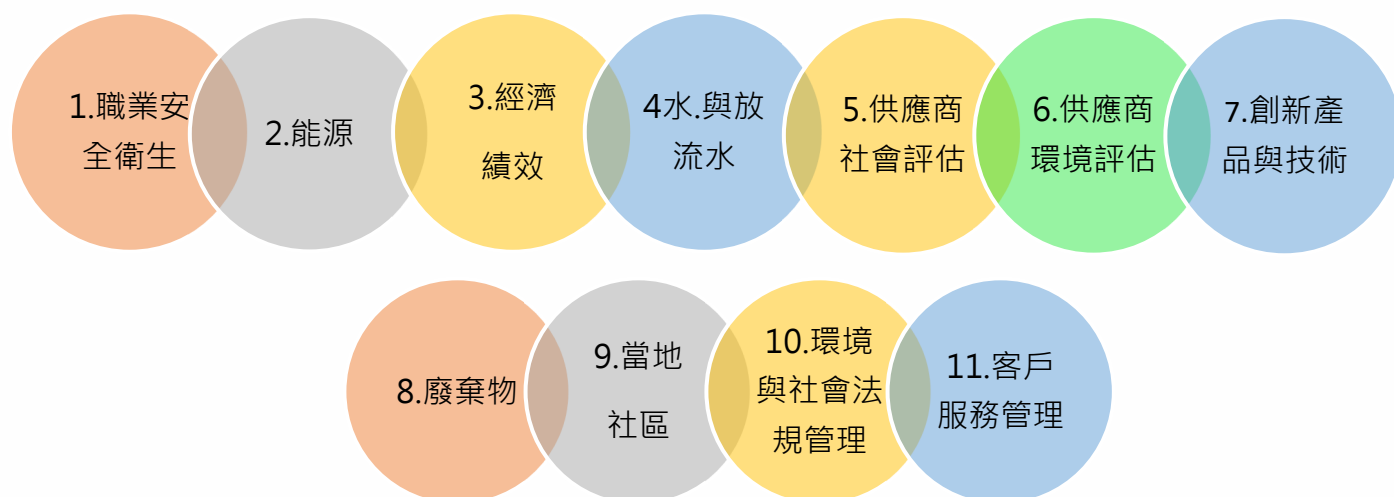 1.職業安
全衛生
2.能源
3.經濟
績效
4水.與放
流水
5.供應商
社會評估
6.供應商
環境評估
7.創新產
品與技術
8.廢棄物
9.當地
社區
10.環境
與社會法
規管理
11.客戶
服務管理